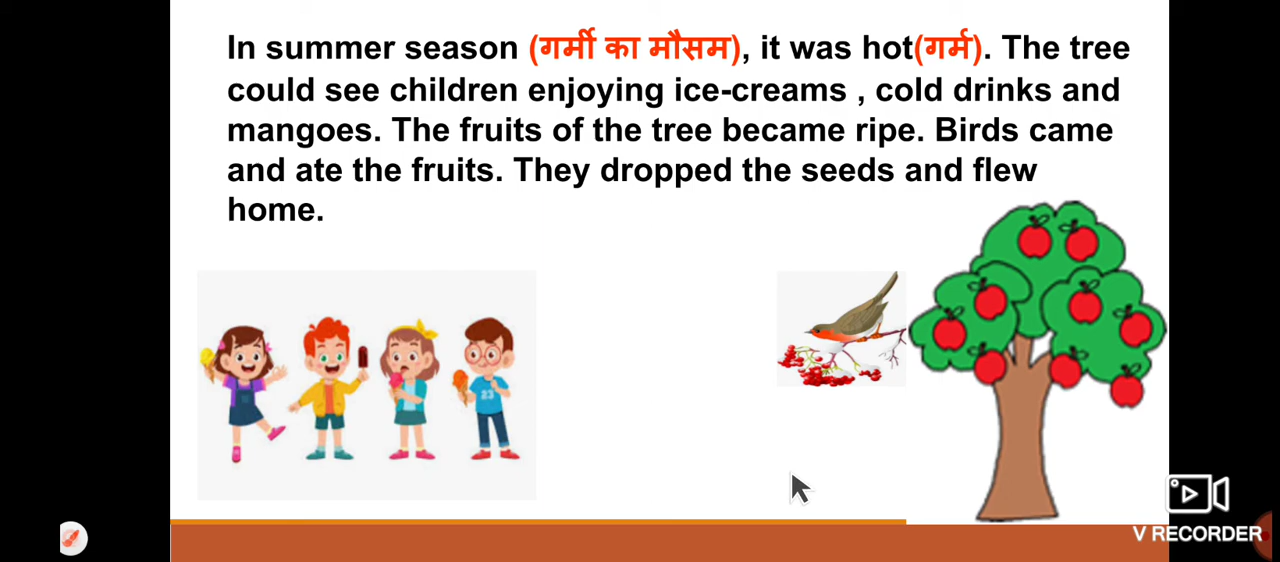 In summer season (गर्मी का मौसम), it was hot(गर्म). The tree
could see children enjoying ice-creams , cold drinks and
mangoes. The fruits of the tree became ripe. Birds came
and ate the fruits. They dropped the seeds and flew
home.
23
V RECORDER